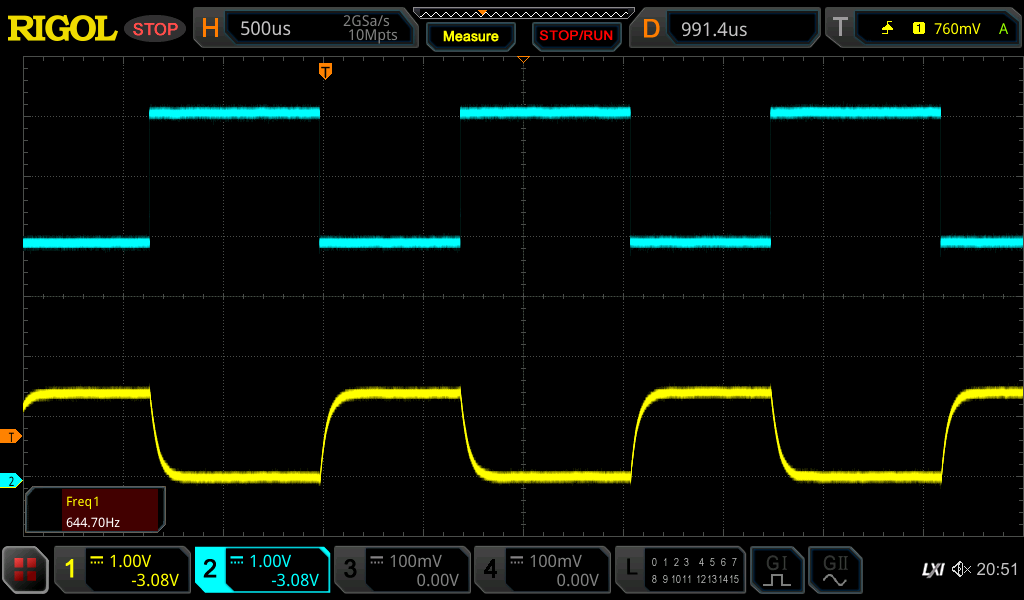 RIGOL STOP H 500us 2GSa/s 10Mpts Measure STOP/RUN D 991.4us T 1 760mV A
T
T
2
Freq1
644.70Hz
1 1.00V -3.08V 2 1.00V -3.08V 3 100mV 0.00V 4 100mV 0.00V L 0 1 2 3 4 5 6 7 8 9 10 11 12 13 14 15 GI GII LXI 20:51